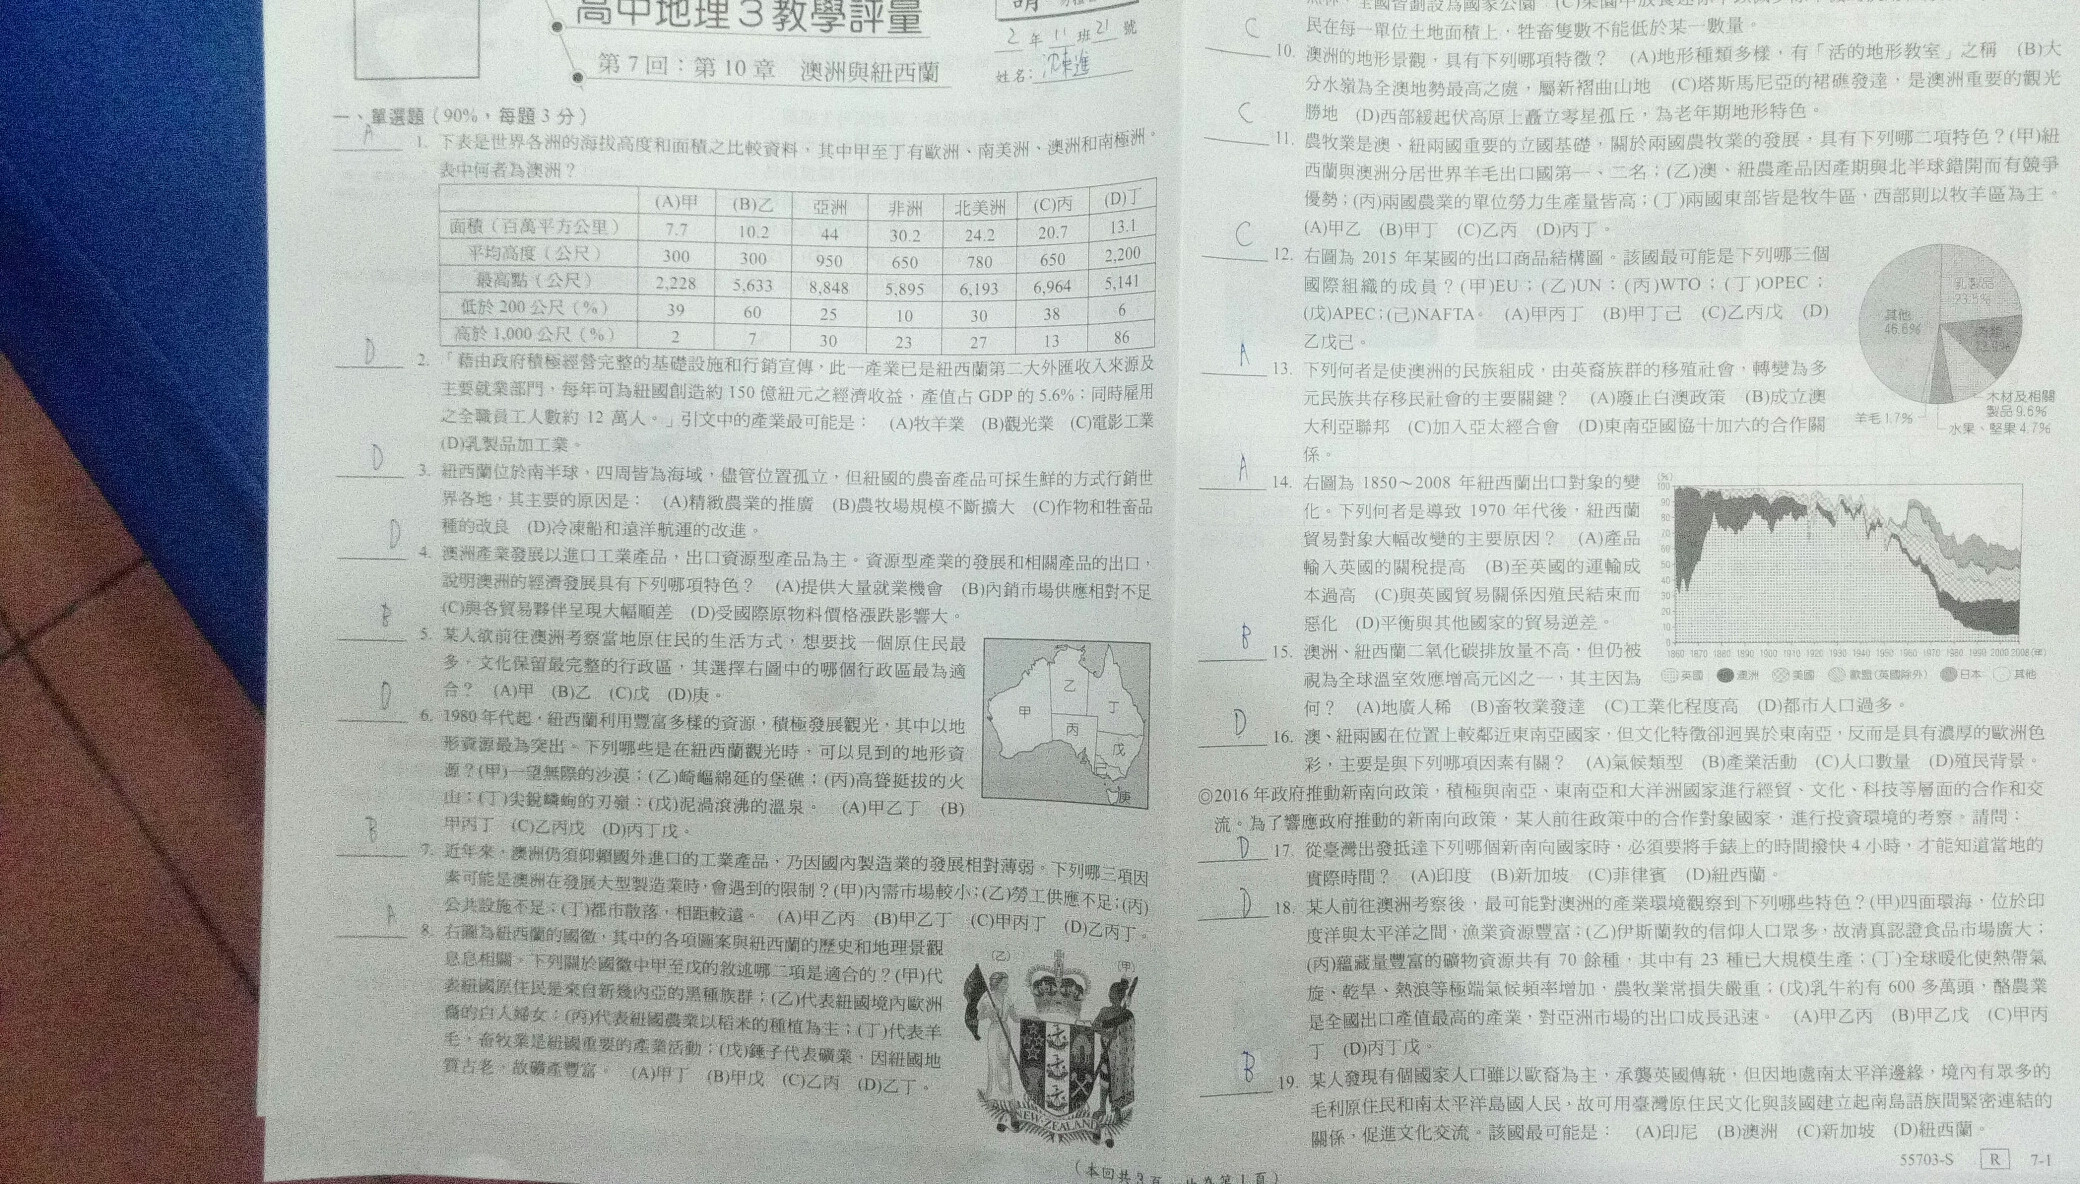 高中地理3教學評量
2年11班21號
第7回：第10章 澳洲與紐西蘭
姓名：
一、單選題（90%，每題3分）
A 1. 下表是世界各洲的海拔高度和面積之比較資料，其中甲至丁有歐洲、南美洲、澳洲和南極洲。
表中何者為澳洲？
(A)甲 (B)乙 亞洲 非洲 北美洲 (C)丙 (D)丁
面積（百萬平方公里） 7.7 10.2 44 30.2 24.2 20.7 13.1
平均高度（公尺） 300 300 950 650 780 650 2,200
最高點（公尺） 2,228 5,633 8,848 5,895 6,193 6,964 5,141
低於200公尺（%） 39 60 25 10 30 38 6
高於1,000公尺（%） 2 7 30 23 27 13 86
D 2. 「藉由政府積極經營完整的基礎設施和行銷宣傳，此一產業已是紐西蘭第二大外匯收入來源及
主要就業部門，每年可為紐國創造約150億紐元之經濟收益，產值占GDP的5.6%；同時雇用
之全職員工人數約12萬人。」引文中的產業最可能是： (A)牧羊業 (B)觀光業 (C)電影工業
(D)乳製品加工業。
D 3. 紐西蘭位於南半球，四周皆為海域，儘管位置孤立，但紐國的農畜產品可採生鮮的方式行銷世
界各地，其主要的原因是： (A)精緻農業的推廣 (B)農牧場規模不斷擴大 (C)作物和牲畜品
種的改良 (D)冷凍船和遠洋航運的改進。
D 4. 澳洲產業發展以進口工業產品，出口資源型產品為主。資源型產業的發展和相關產品的出口，
說明澳洲的經濟發展具有下列哪項特色？ (A)提供大量就業機會 (B)內銷市場供應相對不足
(C)與各貿易夥伴呈現大幅順差 (D)受國際原物料價格漲跌影響大。
B 5. 某人欲前往澳洲考察當地原住民的生活方式，想要找一個原住民最
多，文化保留最完整的行政區，其選擇右圖中的哪個行政區最為適
合？ (A)甲 (B)乙 (C)戊 (D)庚。
甲 乙 丙 丁 戊 己 庚
D 6. 1980年代起，紐西蘭利用豐富多樣的資源，積極發展觀光，其中以地
形資源最為突出。下列哪些是在紐西蘭觀光時，可以見到的地形資
源？(甲)一望無際的沙漠；(乙)崎嶇綿延的堡礁；(丙)高聳挺拔的火
山；(丁)尖銳嶙峋的刃嶺；(戊)泥渦滾沸的溫泉。 (A)甲乙丁 (B)
甲丙丁 (C)乙丙戊 (D)丙丁戊。
B 7. 近年來，澳洲仍須仰賴國外進口的工業產品，乃因國內製造業的發展相對薄弱。下列哪三項因
素可能是澳洲在發展大型製造業時，會遇到的限制？(甲)內需市場較小；(乙)勞工供應不足；(丙)
公共設施不足；(丁)都市散落，相距較遠。 (A)甲乙丙 (B)甲乙丁 (C)甲丙丁 (D)乙丙丁。
A 8. 右圖為紐西蘭的國徽，其中的各項圖案與紐西蘭的歷史和地理景觀
息息相關。下列關於國徽中甲至戊的敘述哪二項是適合的？(甲)代
表紐國原住民是來自新幾內亞的黑種族群；(乙)代表紐國境內歐洲
裔的白人婦女；(丙)代表紐國農業以稻米的種植為主；(丁)代表羊
毛，畜牧業是紐國重要的產業活動；(戊)錘子代表礦業，因紐國地
質古老，故礦產豐富。 (A)甲丁 (B)甲戊 (C)乙丙 (D)乙丁。
(乙) (甲)
NEW ZEALAND
（本回共3頁
第1頁）
民在每一單位土地面積上，牲畜隻數不能低於某一數量。
C 10. 澳洲的地形景觀，具有下列哪項特徵？ (A)地形種類多樣，有「活的地形教室」之稱 (B)大
分水嶺為全澳地勢最高之處，屬新褶曲山地 (C)塔斯馬尼亞的裙礁發達，是澳洲重要的觀光
勝地 (D)西部緩起伏高原上矗立零星孤丘，為老年期地形特色。
C 11. 農牧業是澳、紐兩國重要的立國基礎，關於兩國農牧業的發展，具有下列哪二項特色？(甲)紐
西蘭與澳洲分居世界羊毛出口國第一、二名；(乙)澳、紐農產品因產期與北半球錯開而有競爭
優勢；(丙)兩國農業的單位勞力生產量皆高；(丁)兩國東部皆是牧牛區，西部則以牧羊區為主。
(A)甲乙 (B)甲丁 (C)乙丙 (D)丙丁。
C 12. 右圖為2015年某國的出口商品結構圖。該國最可能是下列哪三個
國際組織的成員？(甲)EU；(乙)UN；(丙)WTO；(丁)OPEC；
(戊)APEC；(己)NAFTA。 (A)甲丙丁 (B)甲丁己 (C)乙丙戊 (D)
乙戊己。
乳製品
23.5%
其他
46.6%
木材及相關
製品9.6%
水果、堅果4.7%
羊毛1.7%
A 13. 下列何者是使澳洲的民族組成，由英裔族群的移殖社會，轉變為多
元民族共存移民社會的主要關鍵？ (A)廢止白澳政策 (B)成立澳
大利亞聯邦 (C)加入亞太經合會 (D)東南亞國協十加六的合作關
係。
A 14. 右圖為1850～2008年紐西蘭出口對象的變
化。下列何者是導致1970年代後，紐西蘭
貿易對象大幅改變的主要原因？ (A)產品
輸入英國的關稅提高 (B)至英國的運輸成
本過高 (C)與英國貿易關係因殖民結束而
惡化 (D)平衡與其他國家的貿易逆差。
(%)
100
90
80
70
60
50
40
30
20
10
0
1860 1870 1880 1890 1900 1910 1920 1930 1940 1950 1960 1970 1980 1990 2000 2008(年)
英國 澳洲 美國 歐盟(英國除外) 日本 其他
B 15. 澳洲、紐西蘭二氧化碳排放量不高，但仍被
視為全球溫室效應增高元凶之一，其主因為
何？ (A)地廣人稀 (B)畜牧業發達 (C)工業化程度高 (D)都市人口過多。
D 16. 澳、紐兩國在位置上較鄰近東南亞國家，但文化特徵卻迥異於東南亞，反而是具有濃厚的歐洲色
彩，主要是與下列哪項因素有關？ (A)氣候類型 (B)產業活動 (C)人口數量 (D)殖民背景。
◎2016年政府推動新南向政策，積極與南亞、東南亞和大洋洲國家進行經貿、文化、科技等層面的合作和交
流。為了響應政府推動的新南向政策，某人前往政策中的合作對象國家，進行投資環境的考察。請問：
D 17. 從臺灣出發抵達下列哪個新南向國家時，必須要將手錶上的時間撥快4小時，才能知道當地的
實際時間？ (A)印度 (B)新加坡 (C)菲律賓 (D)紐西蘭。
D 18. 某人前往澳洲考察後，最可能對澳洲的產業環境觀察到下列哪些特色？(甲)四面環海，位於印
度洋與太平洋之間，漁業資源豐富；(乙)伊斯蘭教的信仰人口眾多，故清真認證食品市場廣大；
(丙)蘊藏量豐富的礦物資源共有70餘種，其中有23種已大規模生產；(丁)全球暖化使熱帶氣
旋、乾旱、熱浪等極端氣候頻率增加，農牧業常損失嚴重；(戊)乳牛約有600多萬頭，酪農業
是全國出口產值最高的產業，對亞洲市場的出口成長迅速。 (A)甲乙丙 (B)甲乙戊 (C)甲丙
丁 (D)丙丁戊。
B 19. 某人發現有個國家人口雖以歐裔為主，承襲英國傳統，但因地處南太平洋邊緣，境內有眾多的
毛利原住民和南太平洋島國人民，故可用臺灣原住民文化與該國建立起南島語族間緊密連結的
關係，促進文化交流。該國最可能是： (A)印尼 (B)澳洲 (C)新加坡 (D)紐西蘭。
55703-S R 7-1